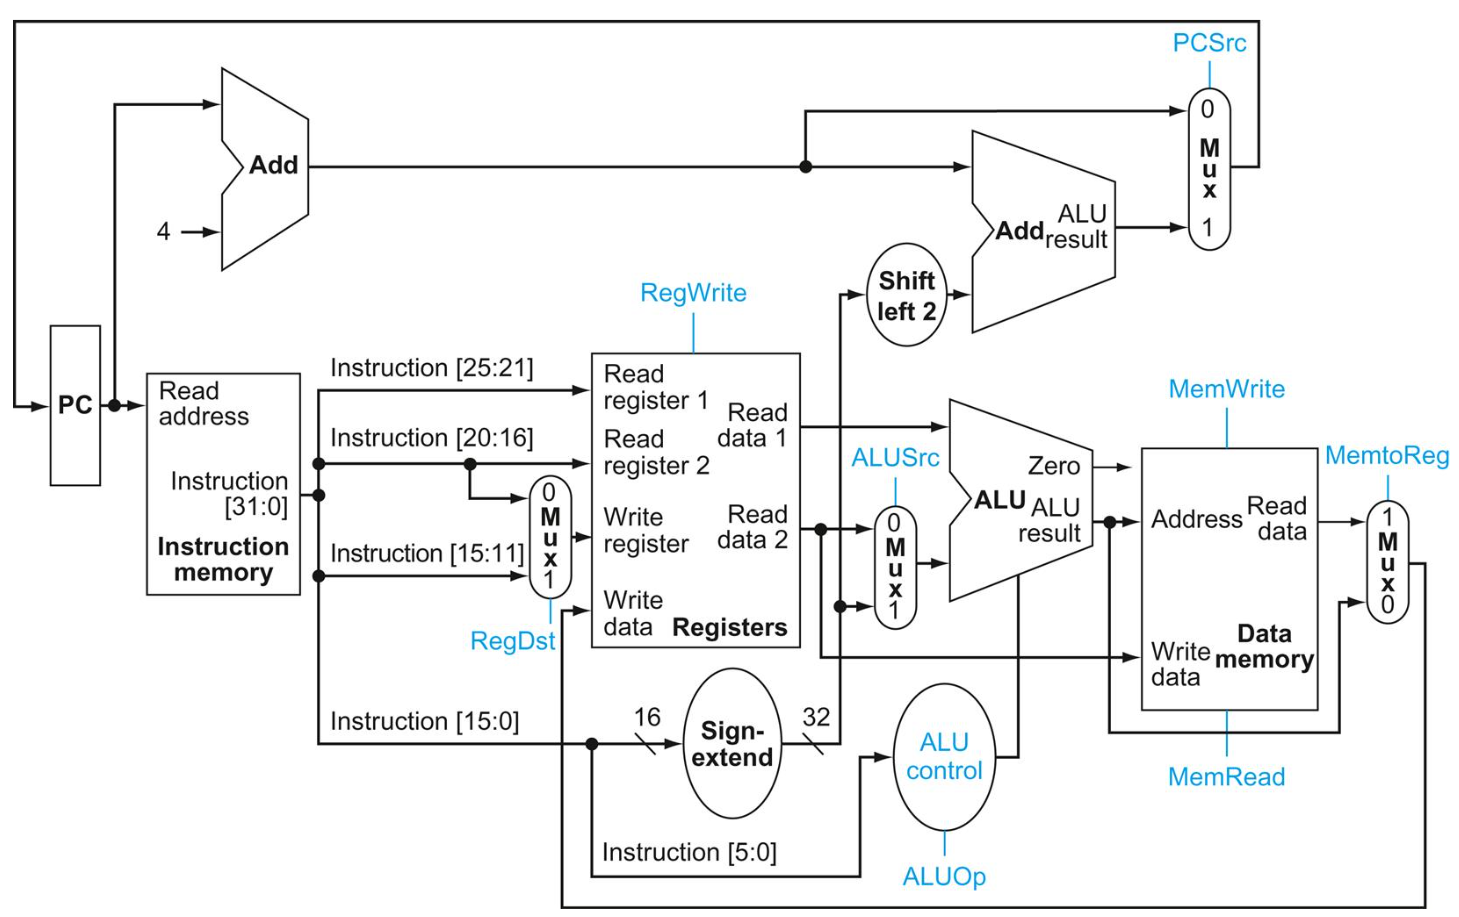 PCSrc
0
Mux
1
Add
4
Add
ALU
result
Shift
left 2
RegWrite
PC
Read
address
Instruction
[31:0]
Instruction
memory
Instruction [25:21]
Instruction [20:16]
Instruction [15:11]
0
Mux
1
RegDst
Read
register 1
Read
register 2
Write
register
Write
data
Read
data 1
Read
data 2
Registers
ALUSrc
0
Mux
1
Zero
ALU
ALU
result
MemWrite
Address
Read
data
Write
data
Data
memory
MemRead
MemtoReg
1
Mux
0
Instruction [15:0]
16
Sign-
extend
32
ALU
control
Instruction [5:0]
ALUOp